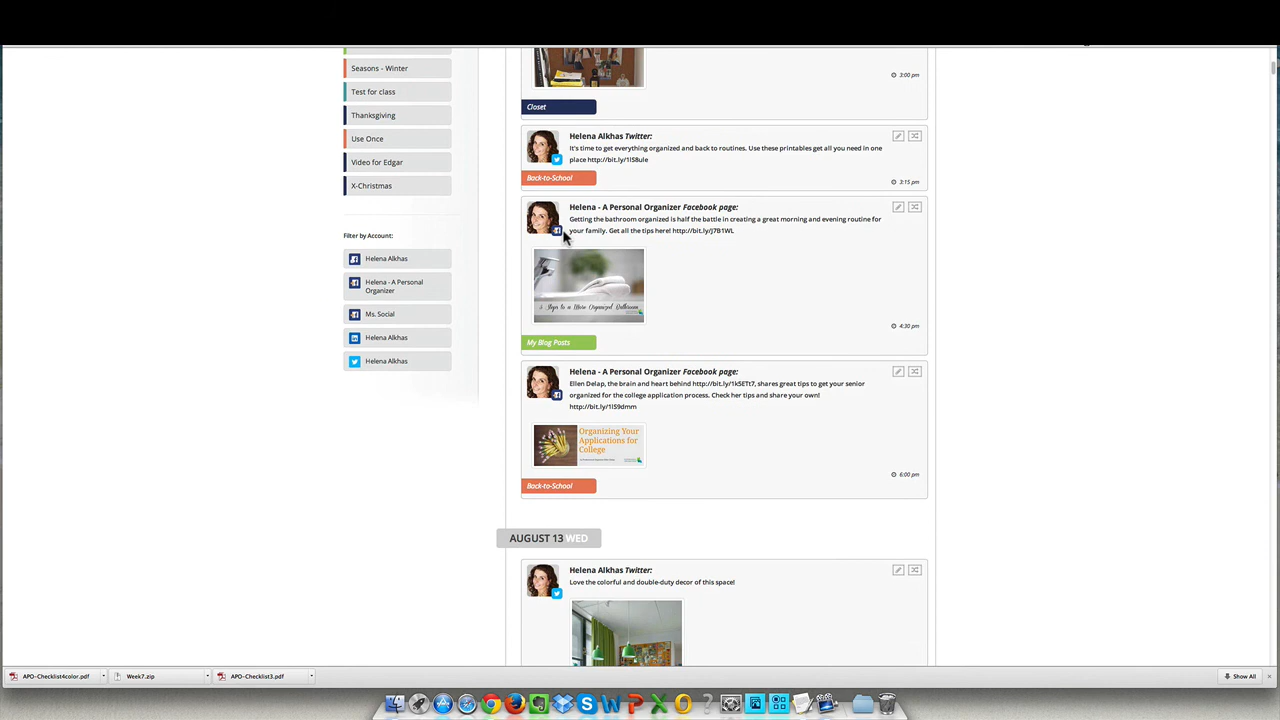 Seasons - Winter
Test for class
Thanksgiving
Use Once
Video for Edgar
X-Christmas
Filter by Account:
Helena Alkhas
Helena - A Personal
Organizer
Ms. Social
Helena Alkhas
Helena Alkhas
3:00 pm
Closet
Helena Alkhas Twitter:
It's time to get everything organized and back to routines. Use these printables get all you need in one
place http://bit.ly/1lS8ule
Back-to-School
3:15 pm
Helena - A Personal Organizer Facebook page:
Getting the bathroom organized is half the battle in creating a great morning and evening routine for
your family. Get all the tips here! http://bit.ly/J7B1WL
3 Steps to a More Organized Bathroom
4:30 pm
My Blog Posts
Helena - A Personal Organizer Facebook page:
Ellen Delap, the brain and heart behind http://bit.ly/1k5ETt7, shares great tips to get your senior
organized for the college application process. Check her tips and share your own!
http://bit.ly/1lS9dmm
Organizing Your
Applications for
College
6:00 pm
Back-to-School
AUGUST 13 WED
Helena Alkhas Twitter:
Love the colorful and double-duty decor of this space!
APO-Checklist4color.pdf
Week7.zip
APO-Checklist3.pdf
Show All